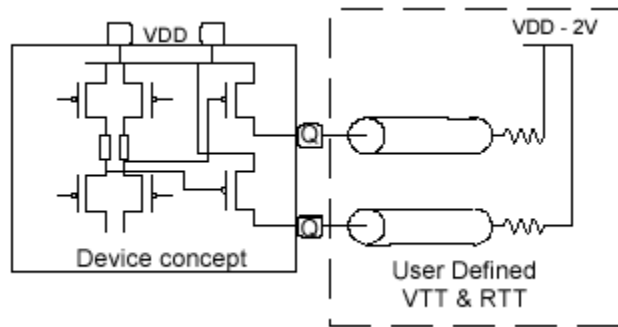 VDD
VDD - 2V
Q
Q
Device concept
User Defined
VTT & RTT